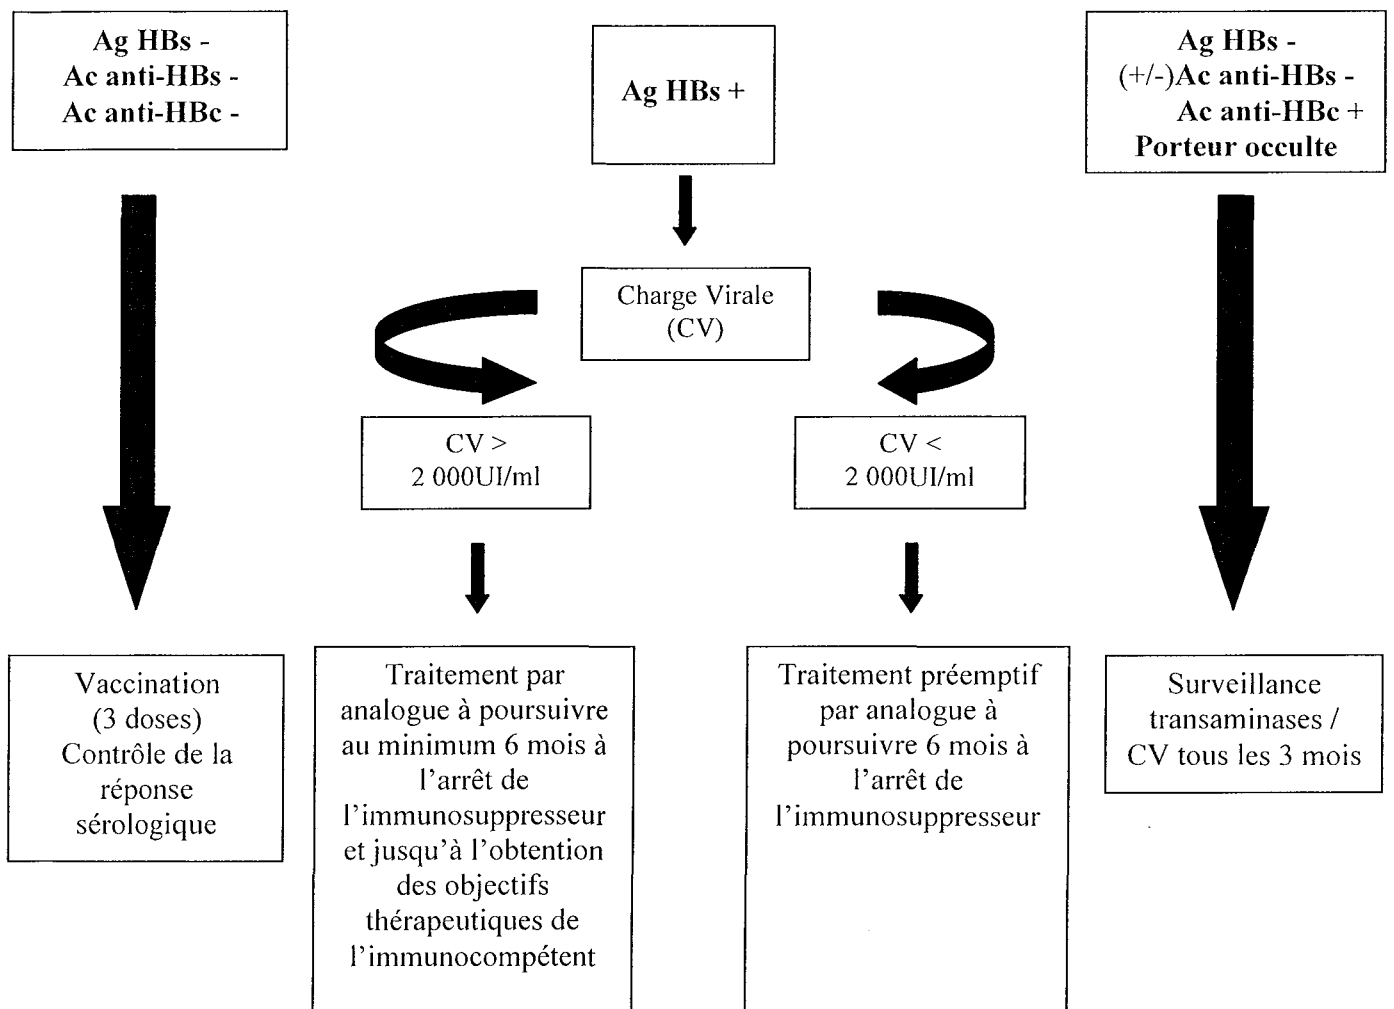 Ag HBs -
Ac anti-HBs -
Ac anti-HBc -
Ag HBs +
Ag HBs -
(+/-)Ac anti-HBs -
Ac anti-HBc +
Porteur occulte
Charge Virale
(CV)
CV >
2 000UI/ml
CV <
2 000UI/ml
Vaccination
(3 doses)
Contrôle de la
réponse
sérologique
Traitement par
analogue à poursuivre
au minimum 6 mois à
l'arrêt de
l'immunosuppresseur
et jusqu'à l'obtention
des objectifs
thérapeutiques de
l'immunocompétent
Traitement préemptif
par analogue à
poursuivre 6 mois à
l'arrêt de
l'immunosuppresseur
Surveillance
transaminases /
CV tous les 3 mois